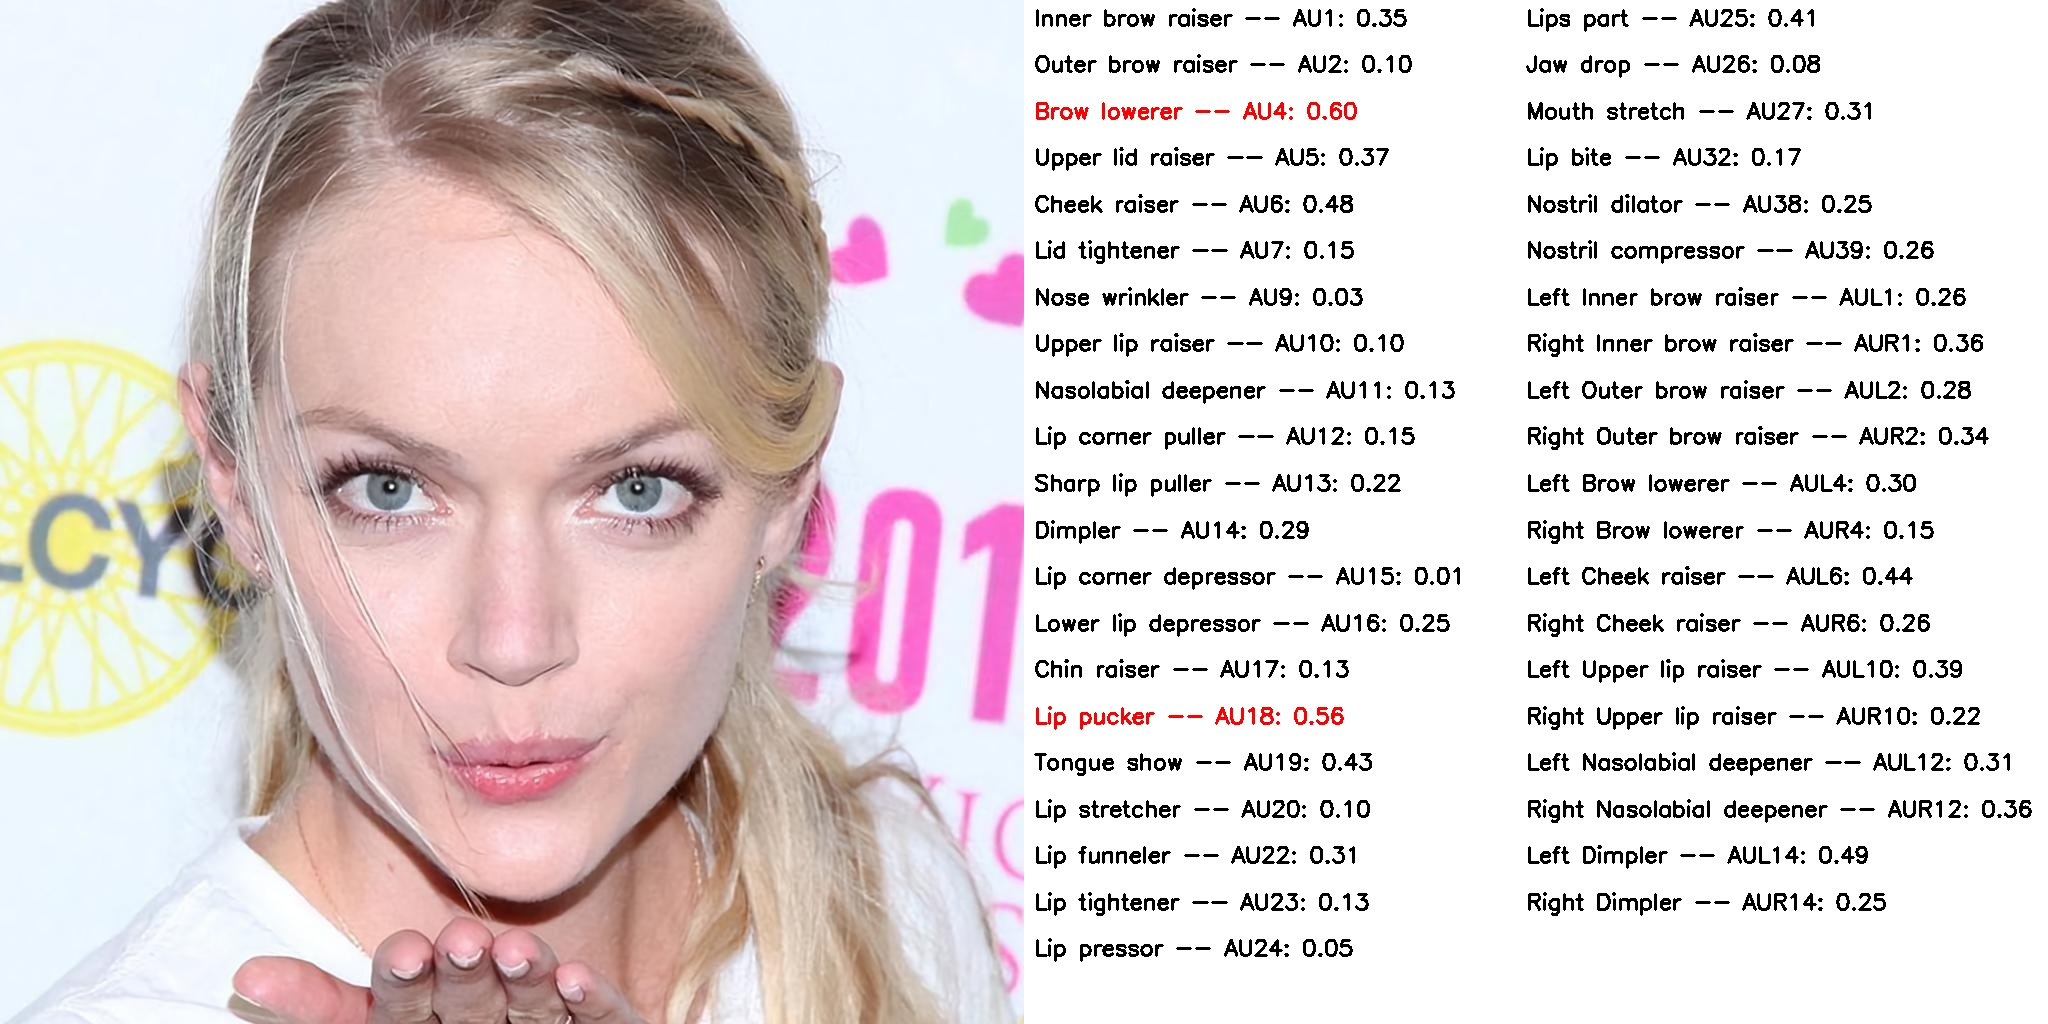 LCYC
201
Inner brow raiser -- AU1: 0.35
Outer brow raiser -- AU2: 0.10
Brow lowerer -- AU4: 0.60
Upper lid raiser -- AU5: 0.37
Cheek raiser -- AU6: 0.48
Lid tightener -- AU7: 0.15
Nose wrinkler -- AU9: 0.03
Upper lip raiser -- AU10: 0.10
Nasolabial deepener -- AU11: 0.13
Lip corner puller -- AU12: 0.15
Sharp lip puller -- AU13: 0.22
Dimpler -- AU14: 0.29
Lip corner depressor -- AU15: 0.01
Lower lip depressor -- AU16: 0.25
Chin raiser -- AU17: 0.13
Lip pucker -- AU18: 0.56
Tongue show -- AU19: 0.43
Lip stretcher -- AU20: 0.10
Lip funneler -- AU22: 0.31
Lip tightener -- AU23: 0.13
Lip pressor -- AU24: 0.05
Lips part -- AU25: 0.41
Jaw drop -- AU26: 0.08
Mouth stretch -- AU27: 0.31
Lip bite -- AU32: 0.17
Nostril dilator -- AU38: 0.25
Nostril compressor -- AU39: 0.26
Left Inner brow raiser -- AUL1: 0.26
Right Inner brow raiser -- AUR1: 0.36
Left Outer brow raiser -- AUL2: 0.28
Right Outer brow raiser -- AUR2: 0.34
Left Brow lowerer -- AUL4: 0.30
Right Brow lowerer -- AUR4: 0.15
Left Cheek raiser -- AUL6: 0.44
Right Cheek raiser -- AUR6: 0.26
Left Upper lip raiser -- AUL10: 0.39
Right Upper lip raiser -- AUR10: 0.22
Left Nasolabial deepener -- AUL12: 0.31
Right Nasolabial deepener -- AUR12: 0.36
Left Dimpler -- AUL14: 0.49
Right Dimpler -- AUR14: 0.25